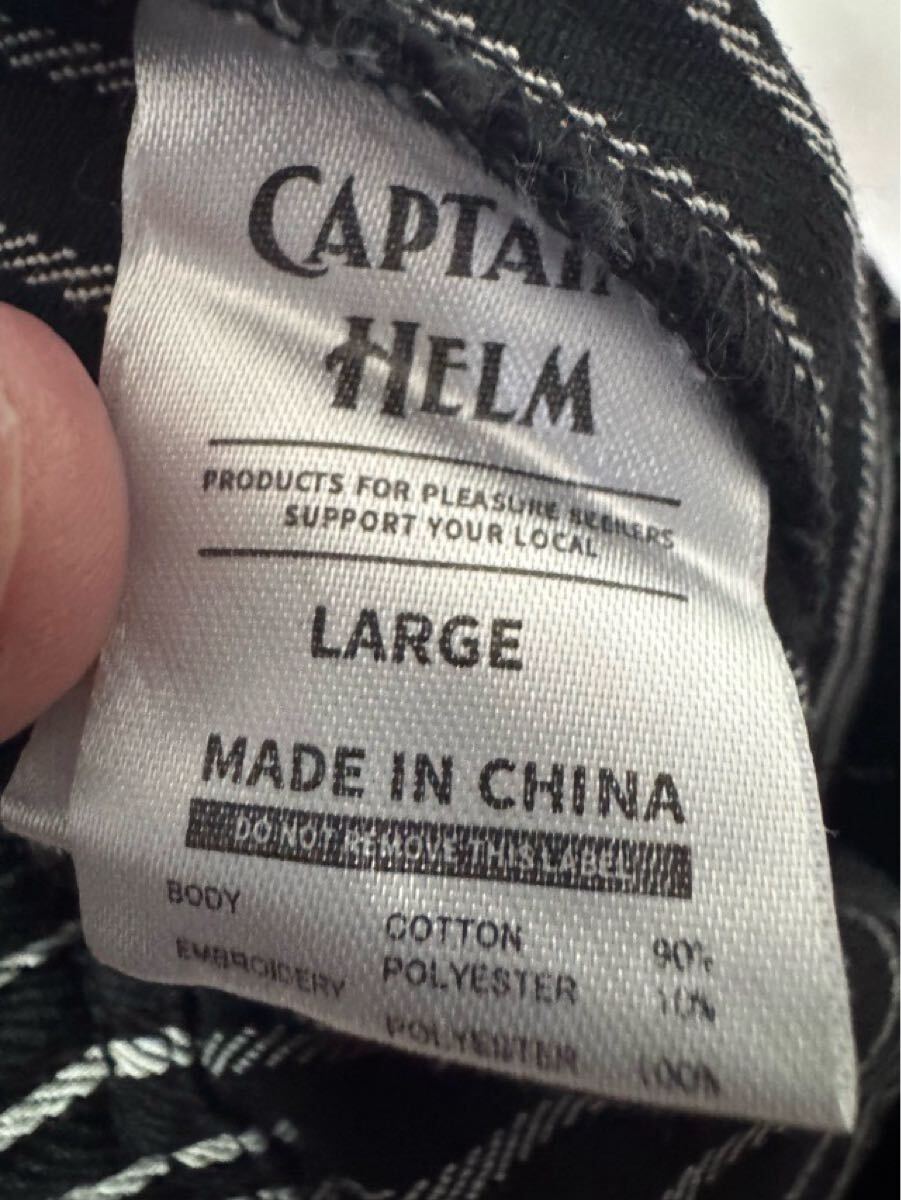 CAPTAIN
HELM
PRODUCTS FOR PLEASURE SEEKERS
SUPPORT YOUR LOCAL
LARGE
MADE IN CHINA
DO NOT REMOVE THIS LABEL
BODY
COTTON 90%
POLYESTER 10%
EMBROIDERY
POLYESTER 100%